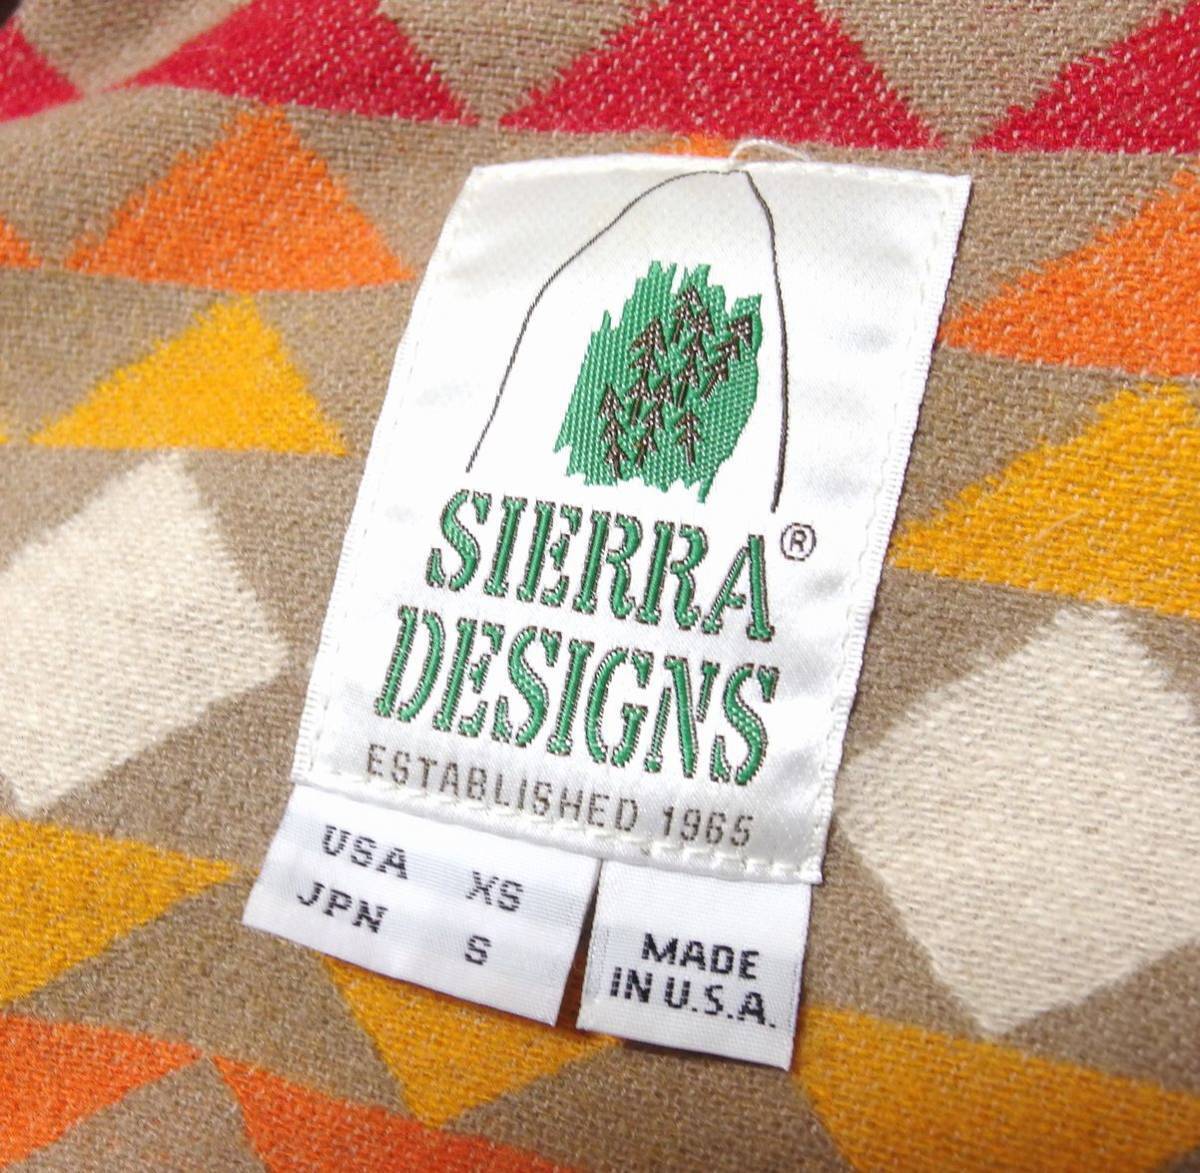 SIERRA®
DESIGNS
ESTABLISHED 1965
USA XS
JPN S
MADE
IN U.S.A.